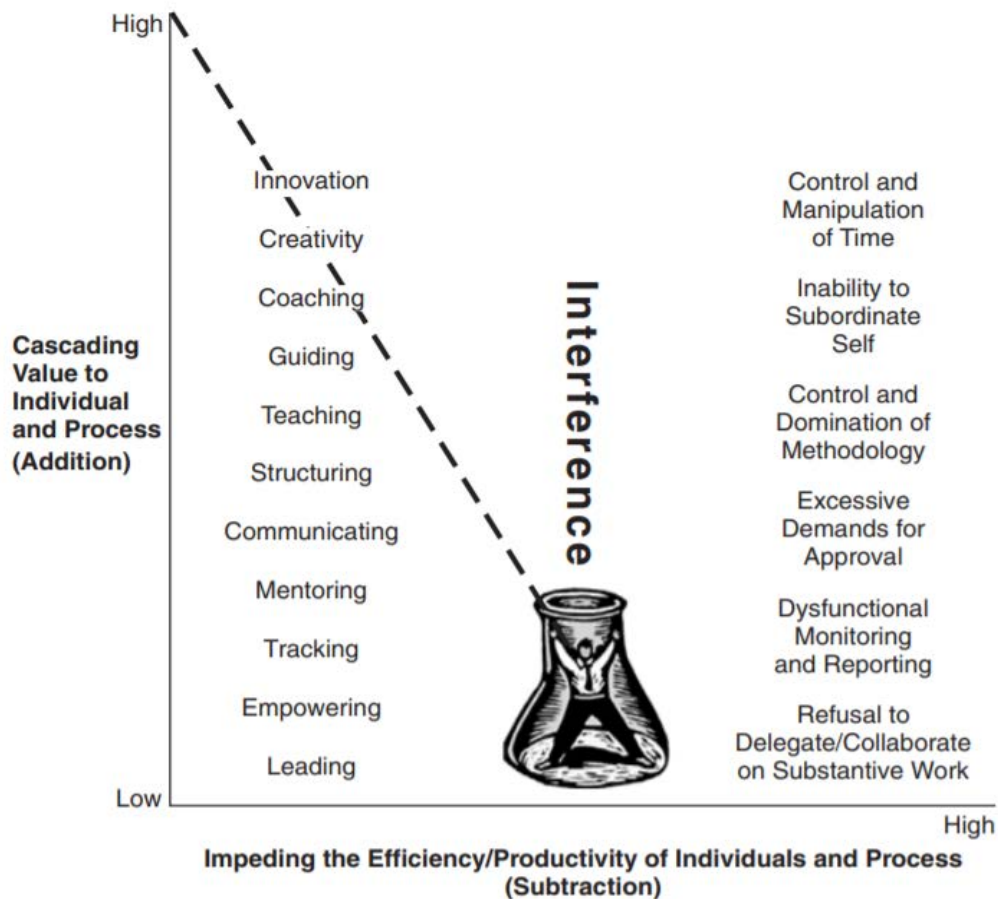 High
Innovation
Creativity
Coaching
Guiding
Teaching
Structuring
Communicating
Mentoring
Tracking
Empowering
Leading
Cascading
Value to
Individual
and Process
(Addition)
Interference
Control and
Manipulation
of Time
Inability to
Subordinate
Self
Control and
Domination of
Methodology
Excessive
Demands for
Approval
Dysfunctional
Monitoring
and Reporting
Refusal to
Delegate/Collaborate
on Substantive Work
Low
High
Impeding the Efficiency/Productivity of Individuals and Process
(Subtraction)